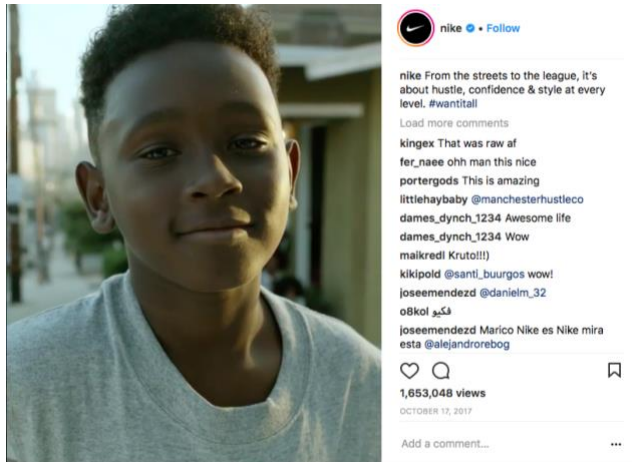 nike • Follow
nike From the streets to the league, it's
about hustle, confidence & style at every
level. #wantitall
Load more comments
kingex That was raw af
fer_naee ohh man this nice
portergods This is amazing
littlehaybaby @manchesterhustleco
dames_dynch_1234 Awesome life
dames_dynch_1234 Wow
maikredl Kruto!!!)
kikipold @santi_buurgos wow!
joseemendezd @danielm_32
o8kol فكيو
joseemendezd Marico Nike es Nike mira
esta @alejandrorebog
1,653,048 views
OCTOBER 17, 2017
Add a comment...